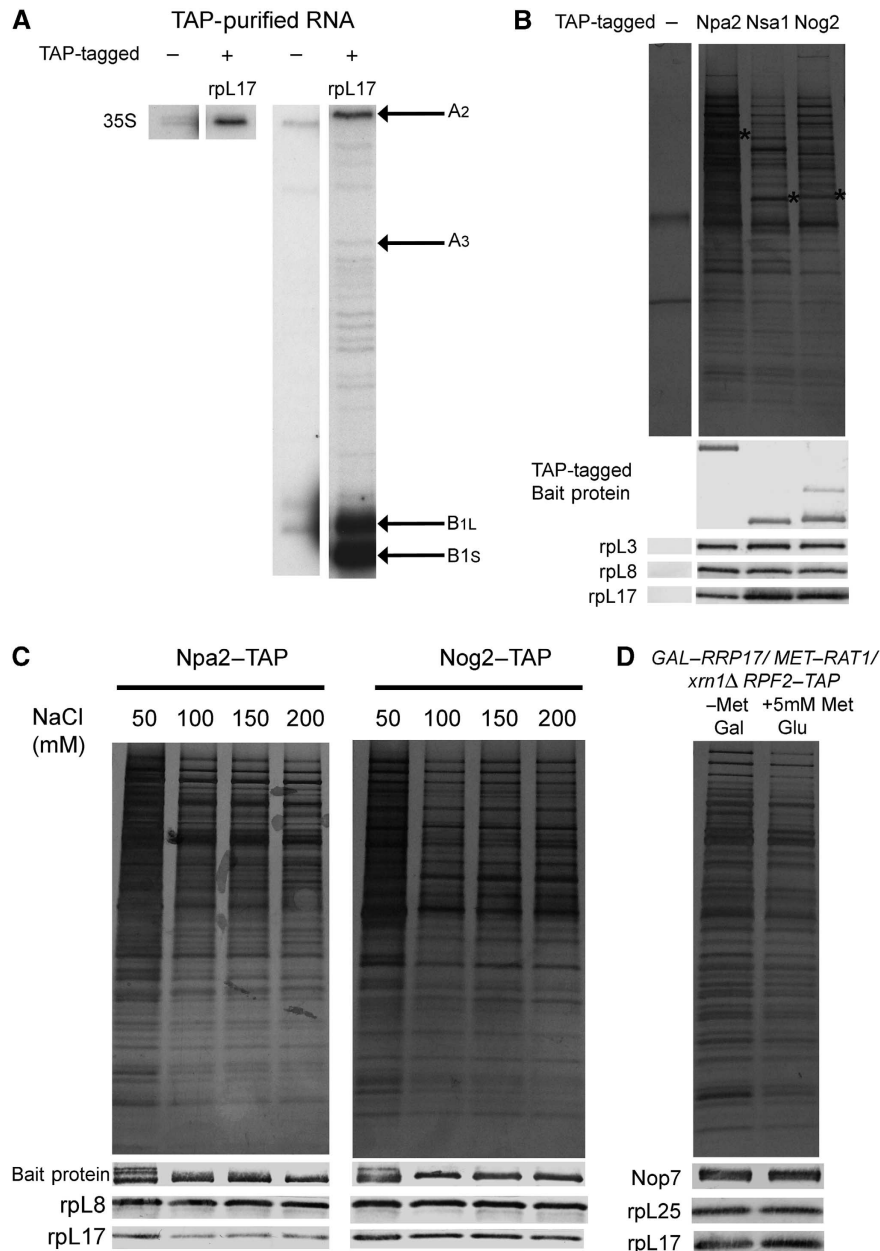 A
TAP-purified RNA
TAP-tagged – + – +
rpL17 rpL17
35S
A2
A3
B1L
B1S
B
TAP-tagged – Npa2 Nsa1 Nog2
*
* *
TAP-tagged
Bait protein
rpL3
rpL8
rpL17
C
Npa2–TAP Nog2–TAP
NaCl 50 100 150 200 50 100 150 200
(mM)
Bait protein
rpL8
rpL17
D
GAL–RRP17/ MET–RAT1/
xrn1Δ RPF2–TAP
–Met +5mM Met
Gal Glu
Nop7
rpL25
rpL17